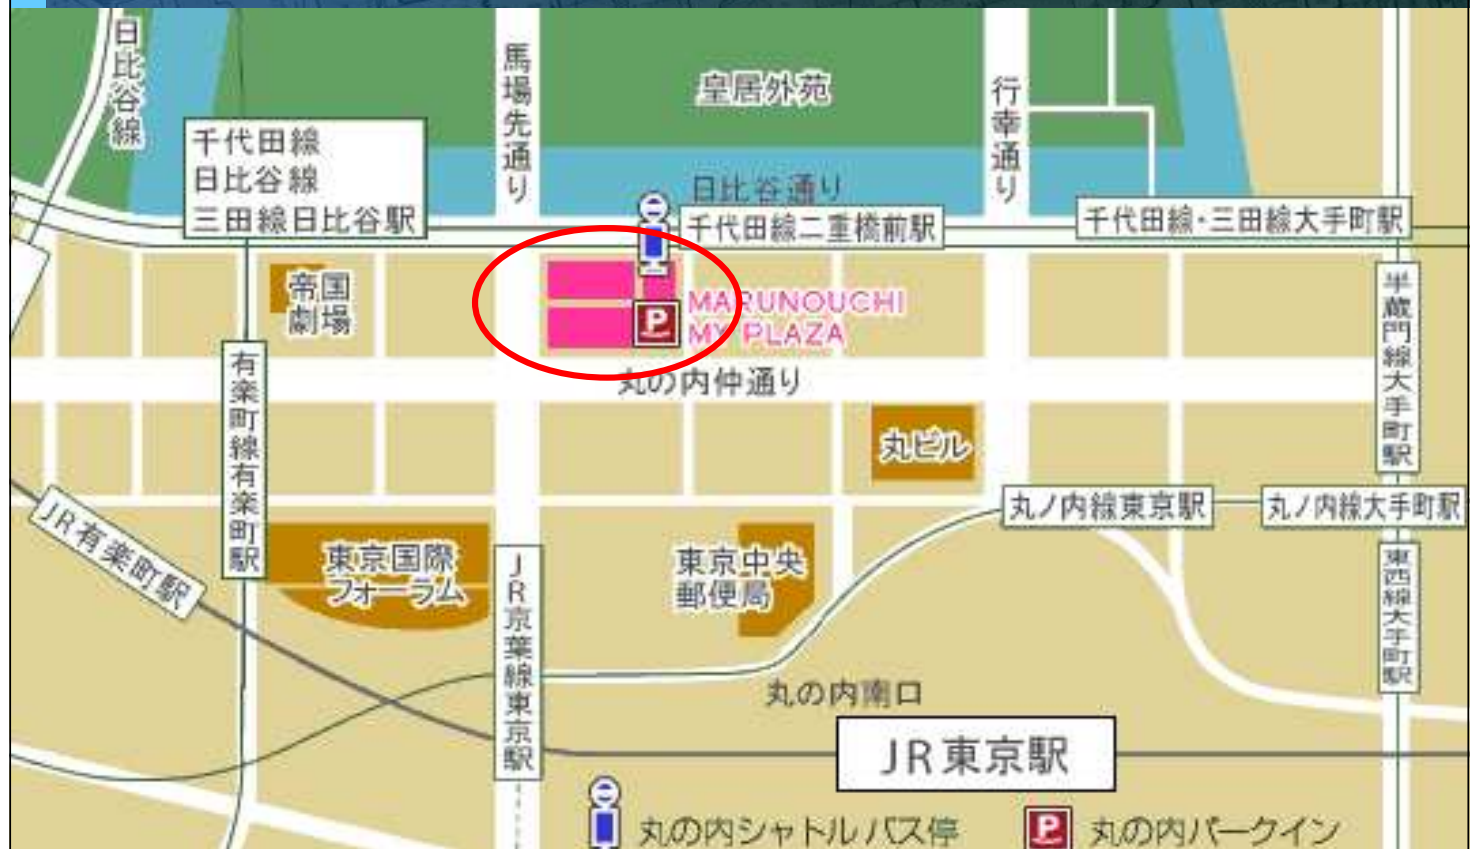 日比谷線
馬場先通り
皇居外苑
行幸通り
千代田線
日比谷線
三田線日比谷駅
日比谷通り
千代田線二重橋前駅
千代田線・三田線大手町駅
帝国
劇場
P
MARUNOUCHI
MY PLAZA
半蔵門線大手町駅
有楽町線有楽町駅
丸の内仲通り
丸ビル
JR有楽町駅
丸ノ内線東京駅
丸ノ内線大手町駅
東京国際
フォーラム
JR京葉線東京駅
東京中央
郵便局
東西線大手町駅
丸の内南口
JR東京駅
丸の内シャトルバス停
P
丸の内パークイン